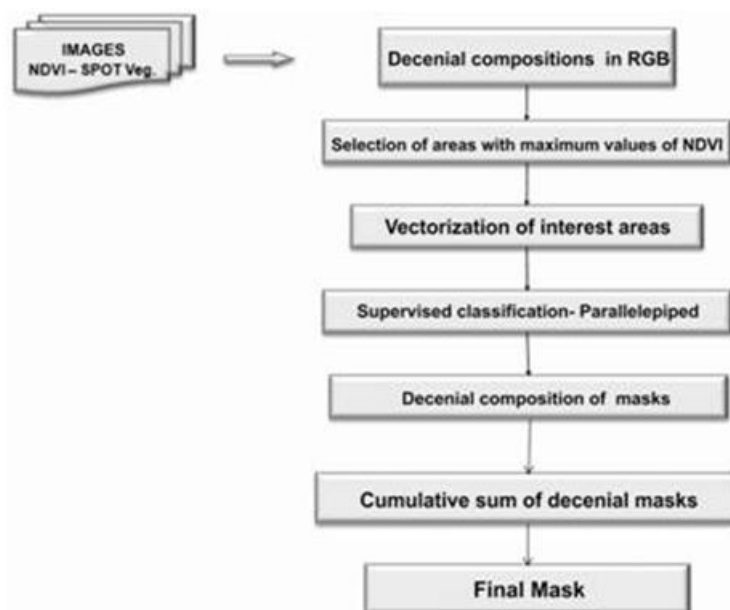 IMAGES
NDVI – SPOT Veg.
Decenial compositions in RGB
Selection of areas with maximum values of NDVI
Vectorization of interest areas
Supervised classification- Parallelepiped
Decenial composition of masks
Cumulative sum of decenial masks
Final Mask